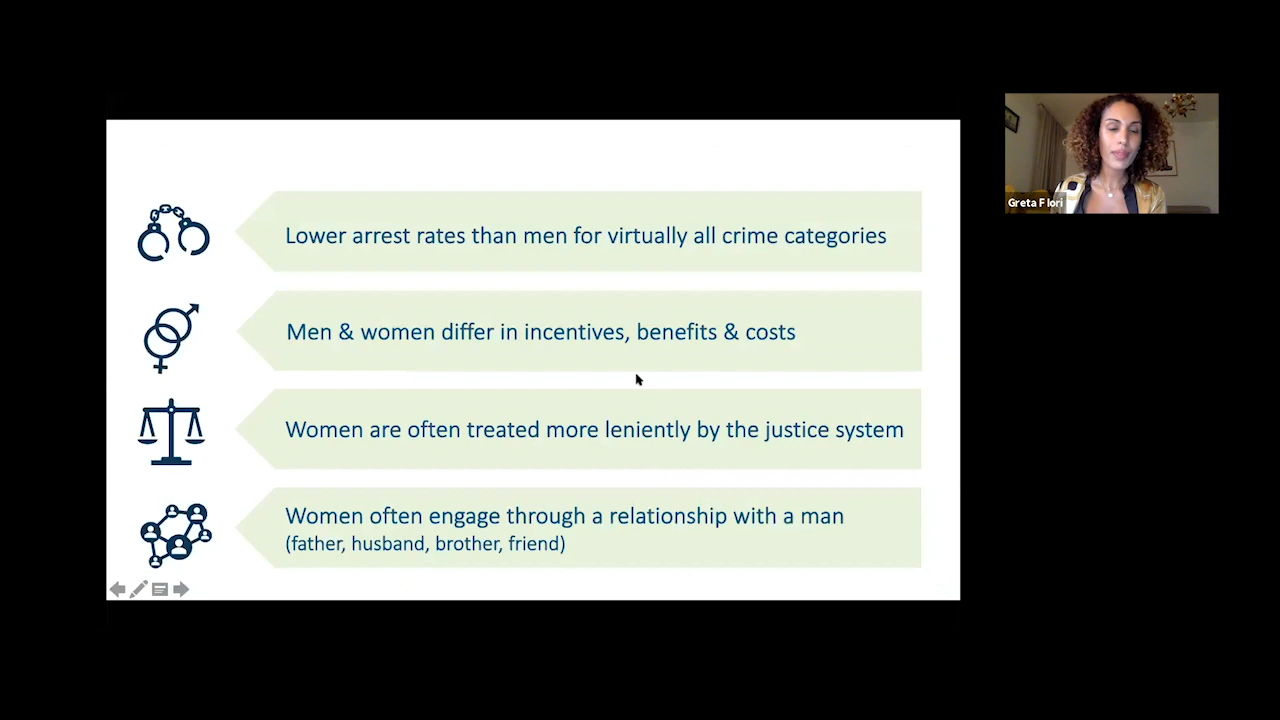 Lower arrest rates than men for virtually all crime categories
Men & women differ in incentives, benefits & costs
Women are often treated more leniently by the justice system
Women often engage through a relationship with a man
(father, husband, brother, friend)
Greta F Iori